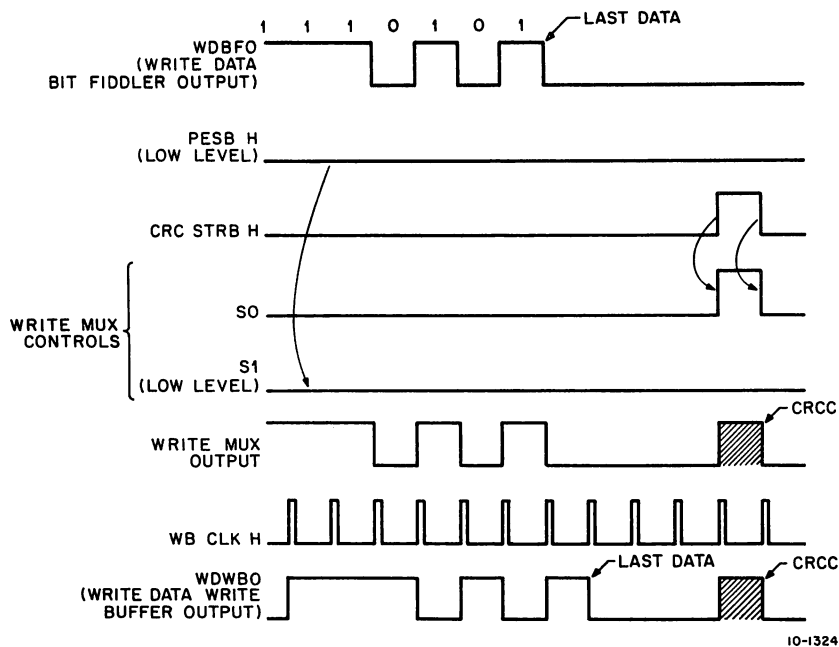 1 1 1 0 1 0 1
LAST DATA
WDBFO
(WRITE DATA
BIT FIDDLER OUTPUT)
PESB H
(LOW LEVEL)
CRC STRB H
WRITE MUX
CONTROLS
S0
S1
(LOW LEVEL)
CRCC
WRITE MUX
OUTPUT
WB CLK H
LAST DATA
CRCC
WDWBO
(WRITE DATA WRITE
BUFFER OUTPUT)
10-1324